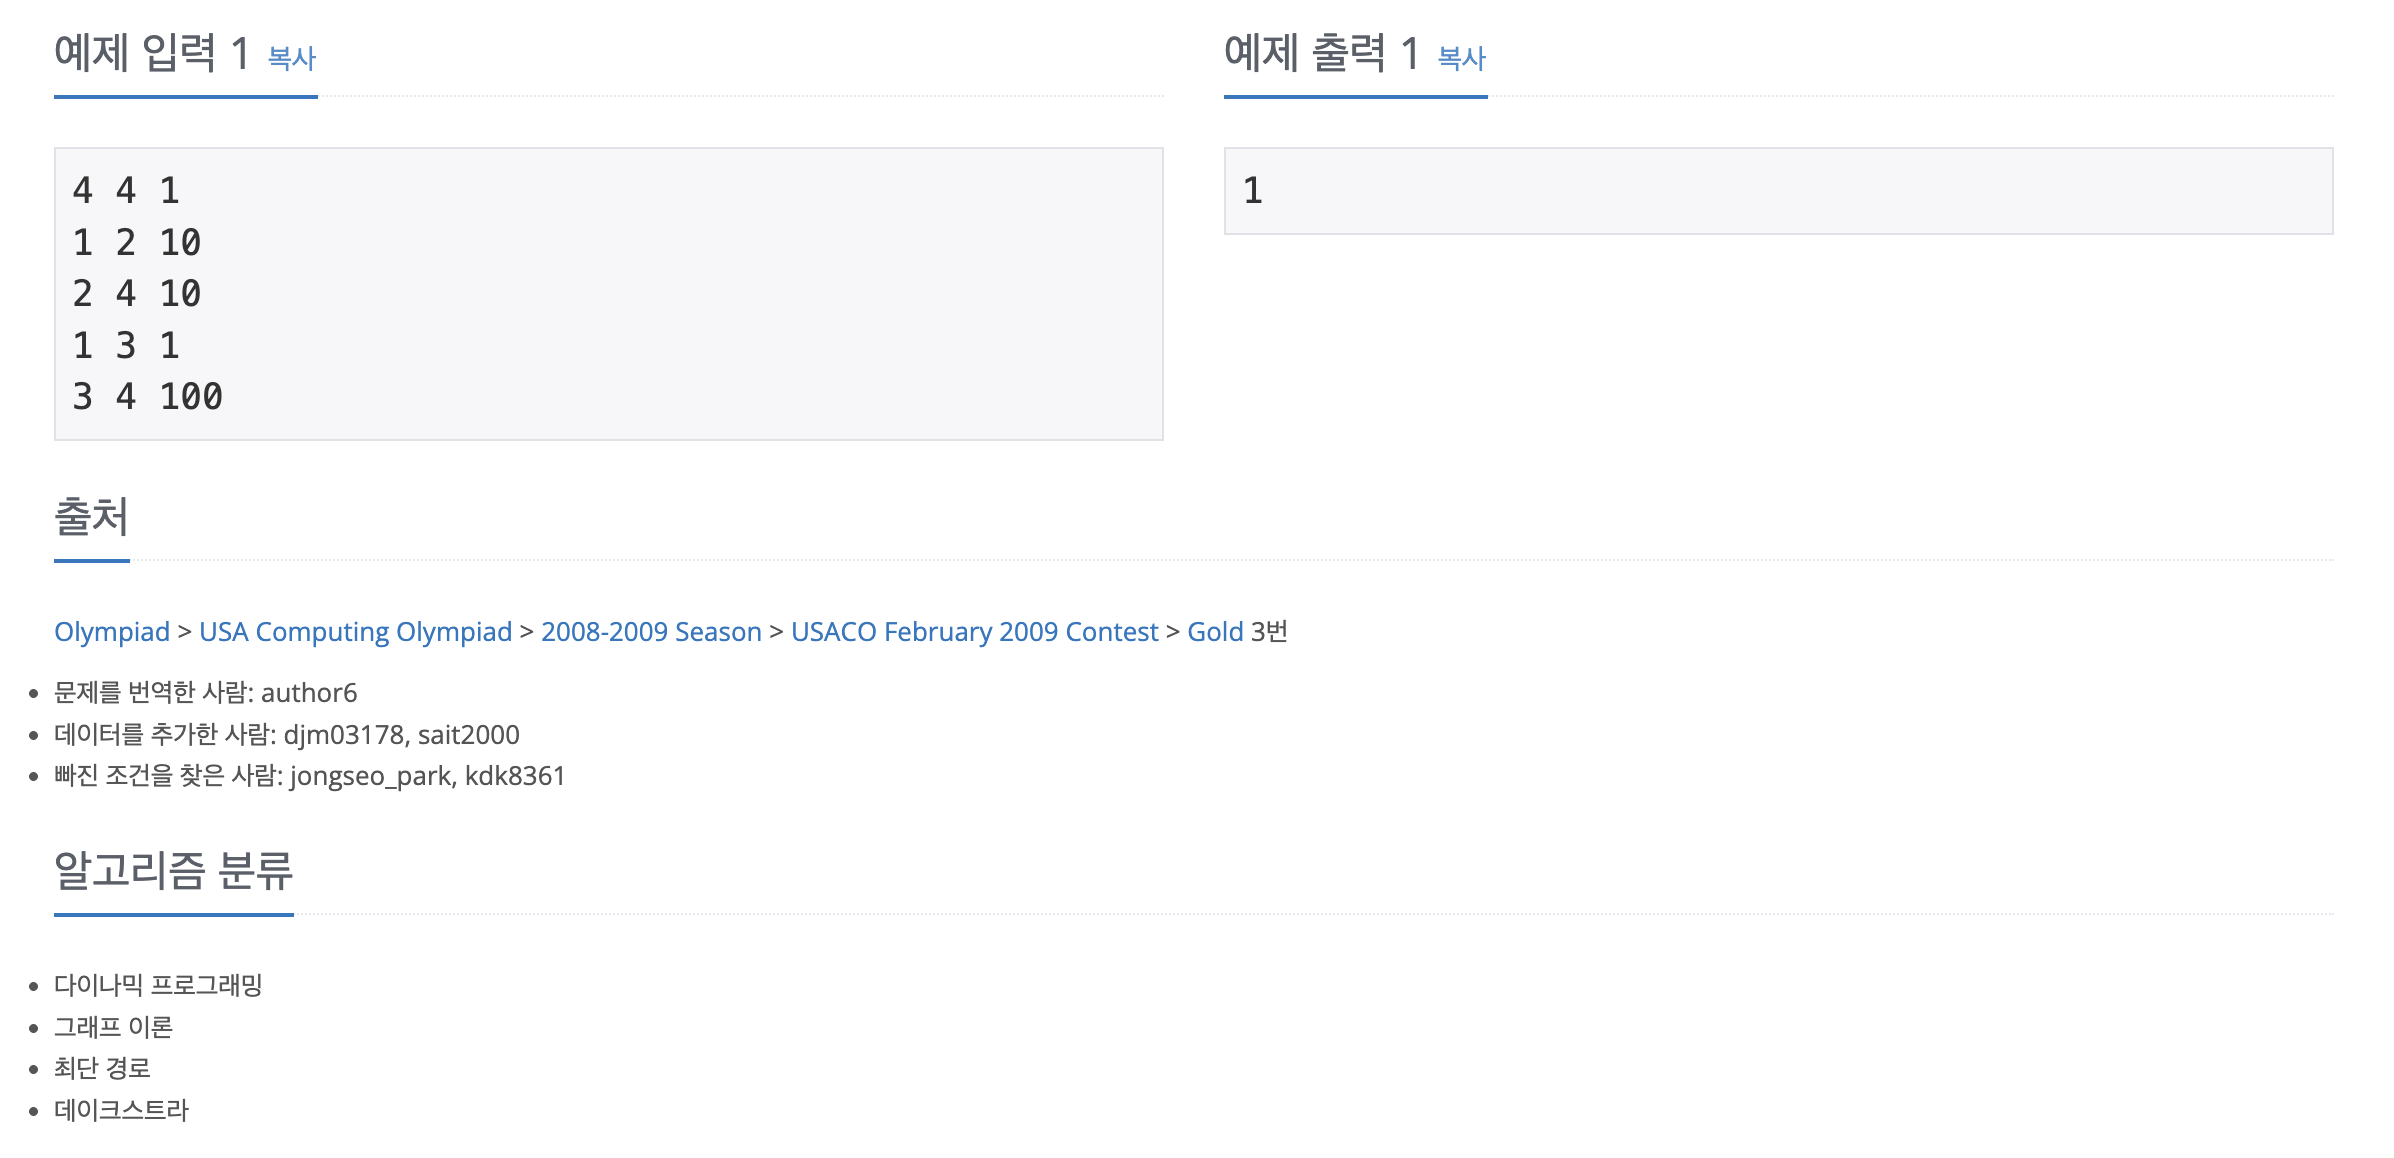 예제 입력 1 복사
4 4 1
1 2 10
2 4 10
1 3 1
3 4 100
예제 출력 1 복사
1
출처
Olympiad > USA Computing Olympiad > 2008-2009 Season > USACO February 2009 Contest > Gold 3번
문제를 번역한 사람: author6
데이터를 추가한 사람: djm03178, sait2000
빠진 조건을 찾은 사람: jongseo_park, kdk8361
알고리즘 분류
다이나믹 프로그래밍
그래프 이론
최단 경로
데이크스트라